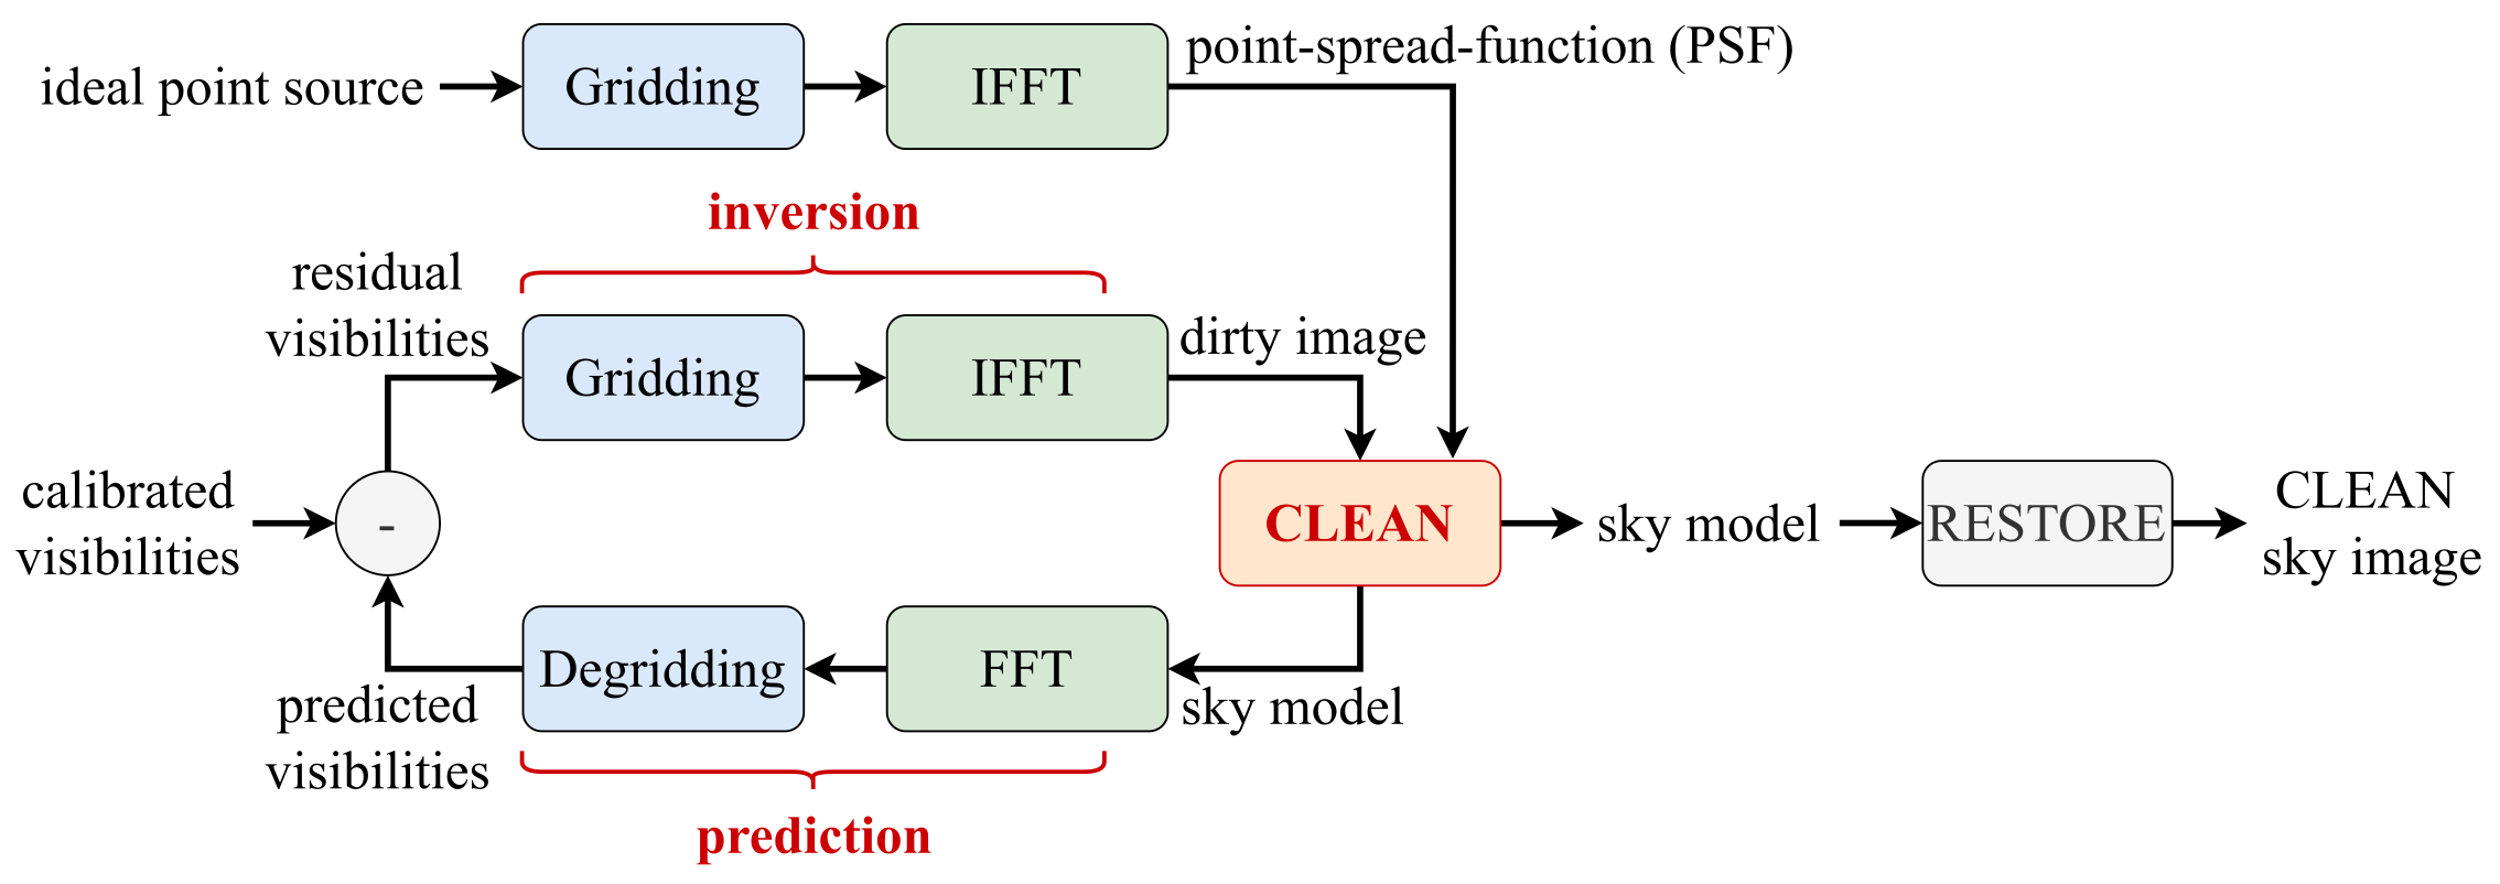 point-spread-function (PSF)
ideal point source
Gridding
IFFT
inversion
residual
visibilities
Gridding
IFFT
dirty image
calibrated
visibilities
-
CLEAN
sky model
RESTORE
CLEAN
sky image
Degridding
FFT
sky model
predicted
visibilities
prediction